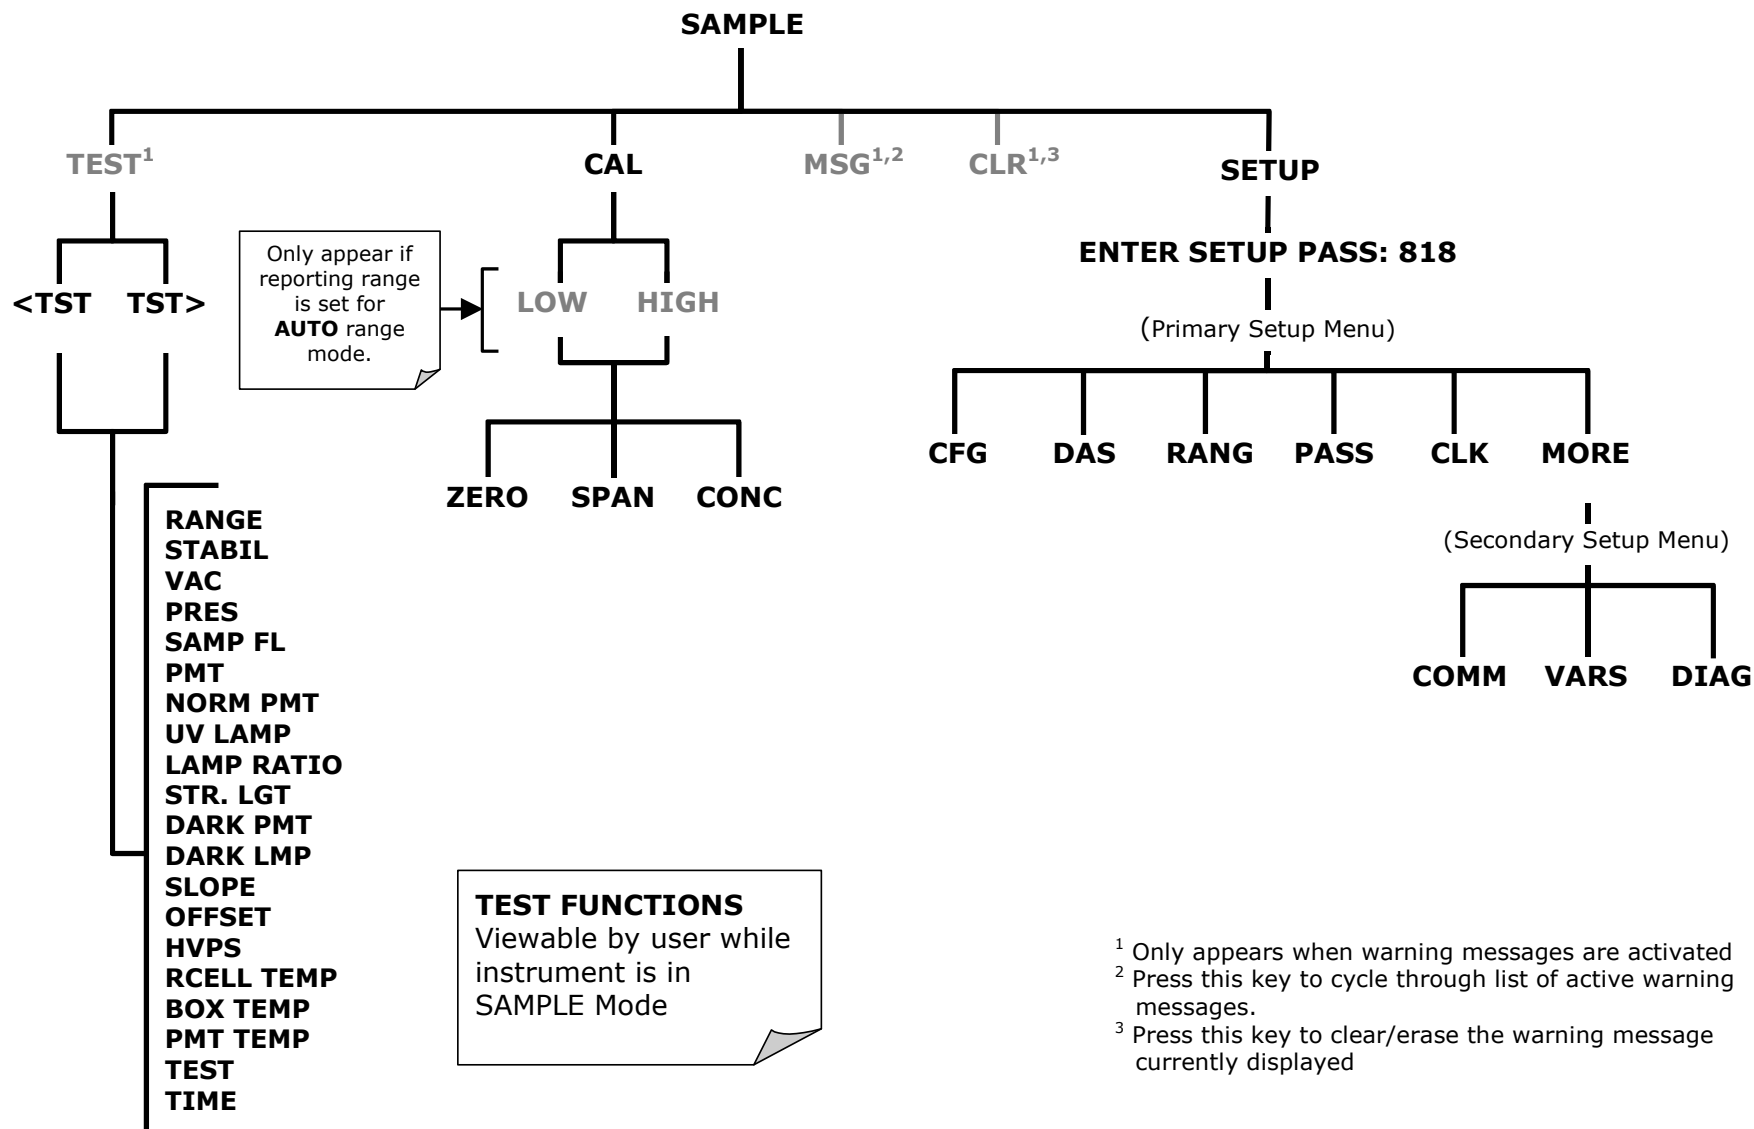 SAMPLE
TEST¹
CAL
MSG¹,²
CLR¹,³
SETUP
<TST TST>
Only appear if
reporting range
is set for
AUTO range
mode.
LOW HIGH
ENTER SETUP PASS: 818
(Primary Setup Menu)
CFG DAS RANG PASS CLK MORE
ZERO SPAN CONC
(Secondary Setup Menu)
COMM VARS DIAG
RANGE
STABIL
VAC
PRES
SAMP FL
PMT
NORM PMT
UV LAMP
LAMP RATIO
STR. LGT
DARK PMT
DARK LMP
SLOPE
OFFSET
HVPS
RCELL TEMP
BOX TEMP
PMT TEMP
TEST
TIME
TEST FUNCTIONS
Viewable by user while
instrument is in
SAMPLE Mode
¹ Only appears when warning messages are activated
² Press this key to cycle through list of active warning
messages.
³ Press this key to clear/erase the warning message
currently displayed